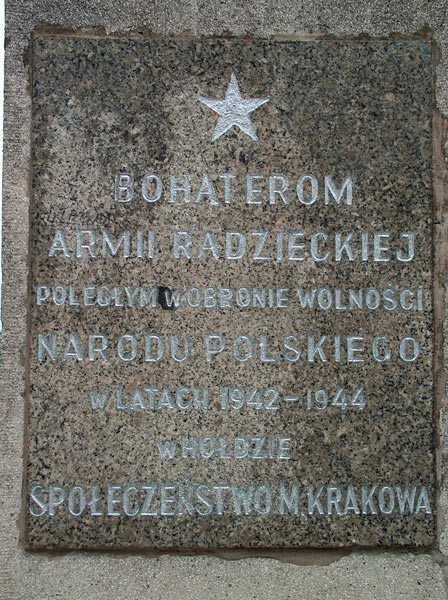 BOHATEROM
ARMII RADZIECKIEJ
POLEGŁYM W OBRONIE WOLNOŚCI
NARODU POLSKIEGO
W LATACH 1942-1944
W HOŁDZIE
SPOŁECZEŃSTWO M. KRAKOWA